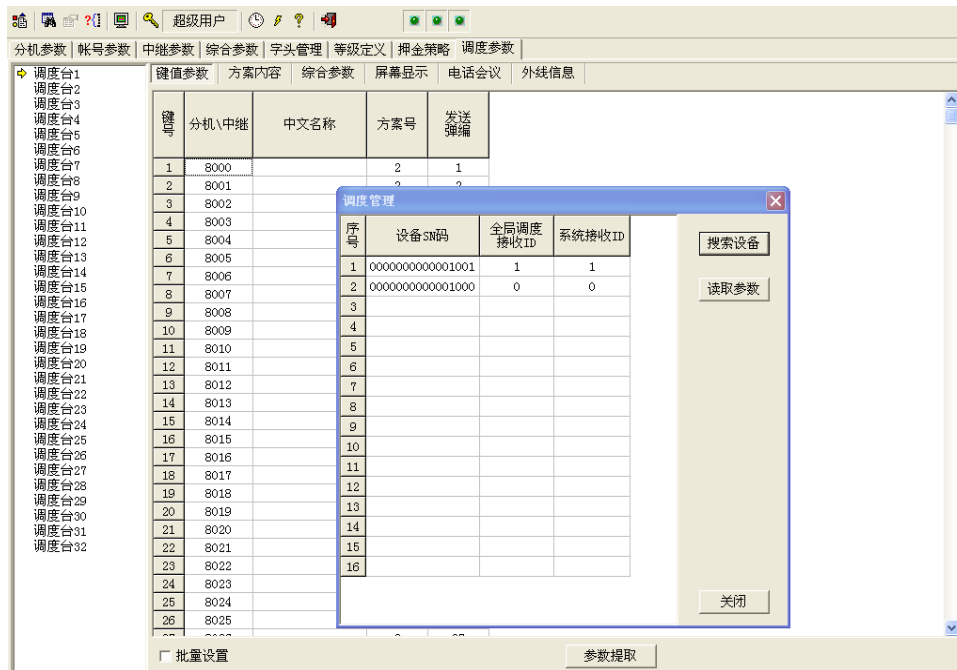 超级用户
分机参数 帐号参数 中继参数 综合参数 字头管理 等级定义 押金策略 调度参数
调度台1
调度台2
调度台3
调度台4
调度台5
调度台6
调度台7
调度台8
调度台9
调度台10
调度台11
调度台12
调度台13
调度台14
调度台15
调度台16
调度台17
调度台18
调度台19
调度台20
调度台21
调度台22
调度台23
调度台24
调度台25
调度台26
调度台27
调度台28
调度台29
调度台30
调度台31
调度台32
键值参数 方案内容 综合参数 屏幕显示 电话会议 外线信息
键号 分机\中继 中文名称 方案号 发送弹编
1 8000 2 1
2 8001 2 2
3 8002
4 8003
5 8004
6 8005
7 8006
8 8007
9 8008
10 8009
11 8010
12 8011
13 8012
14 8013
15 8014
16 8015
17 8016
18 8017
19 8018
20 8019
21 8020
22 8021
23 8022
24 8023
25 8024
26 8025
调度管理
序号 设备SN码 全局调度接收ID 系统接收ID
1 0000000000001001 1 1
2 0000000000001000 0 0
3
4
5
6
7
8
9
10
11
12
13
14
15
16
搜索设备
读取参数
关闭
批量设置
参数提取